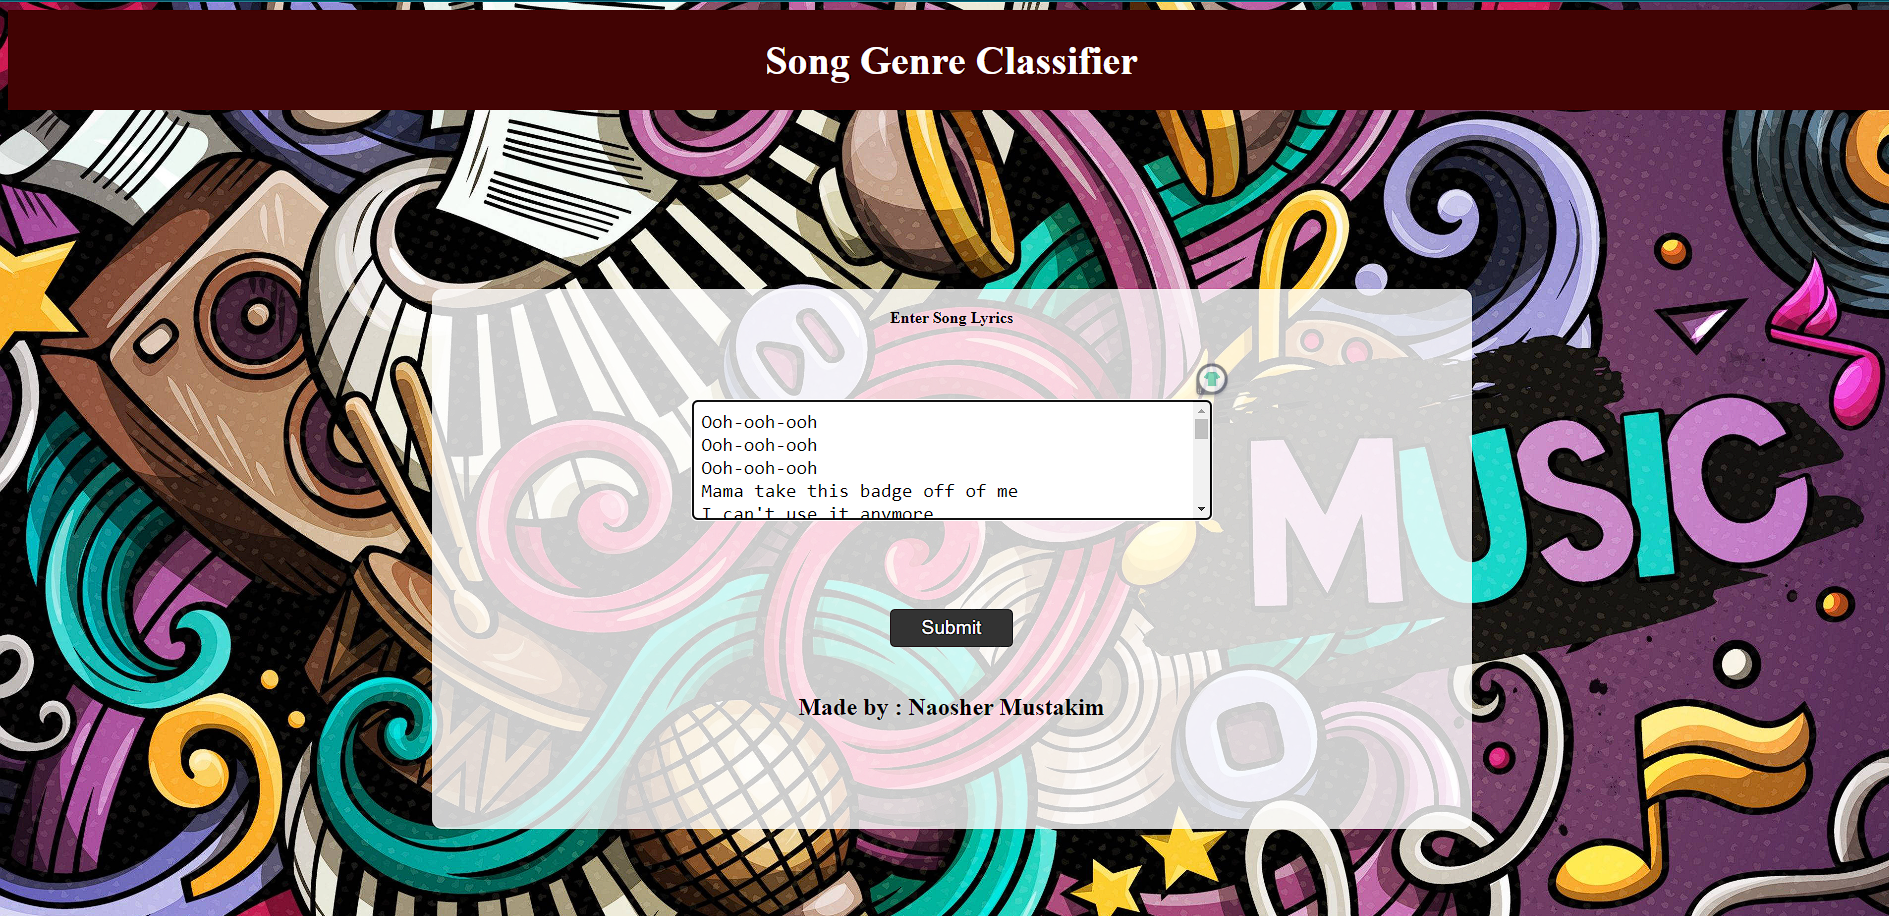 Song Genre Classifier
Enter Song Lyrics
Ooh-ooh-ooh
Ooh-ooh-ooh
Ooh-ooh-ooh
Mama take this badge off of me
I can't use it anymore
MUSIC
Submit
Made by : Naosher Mustakim